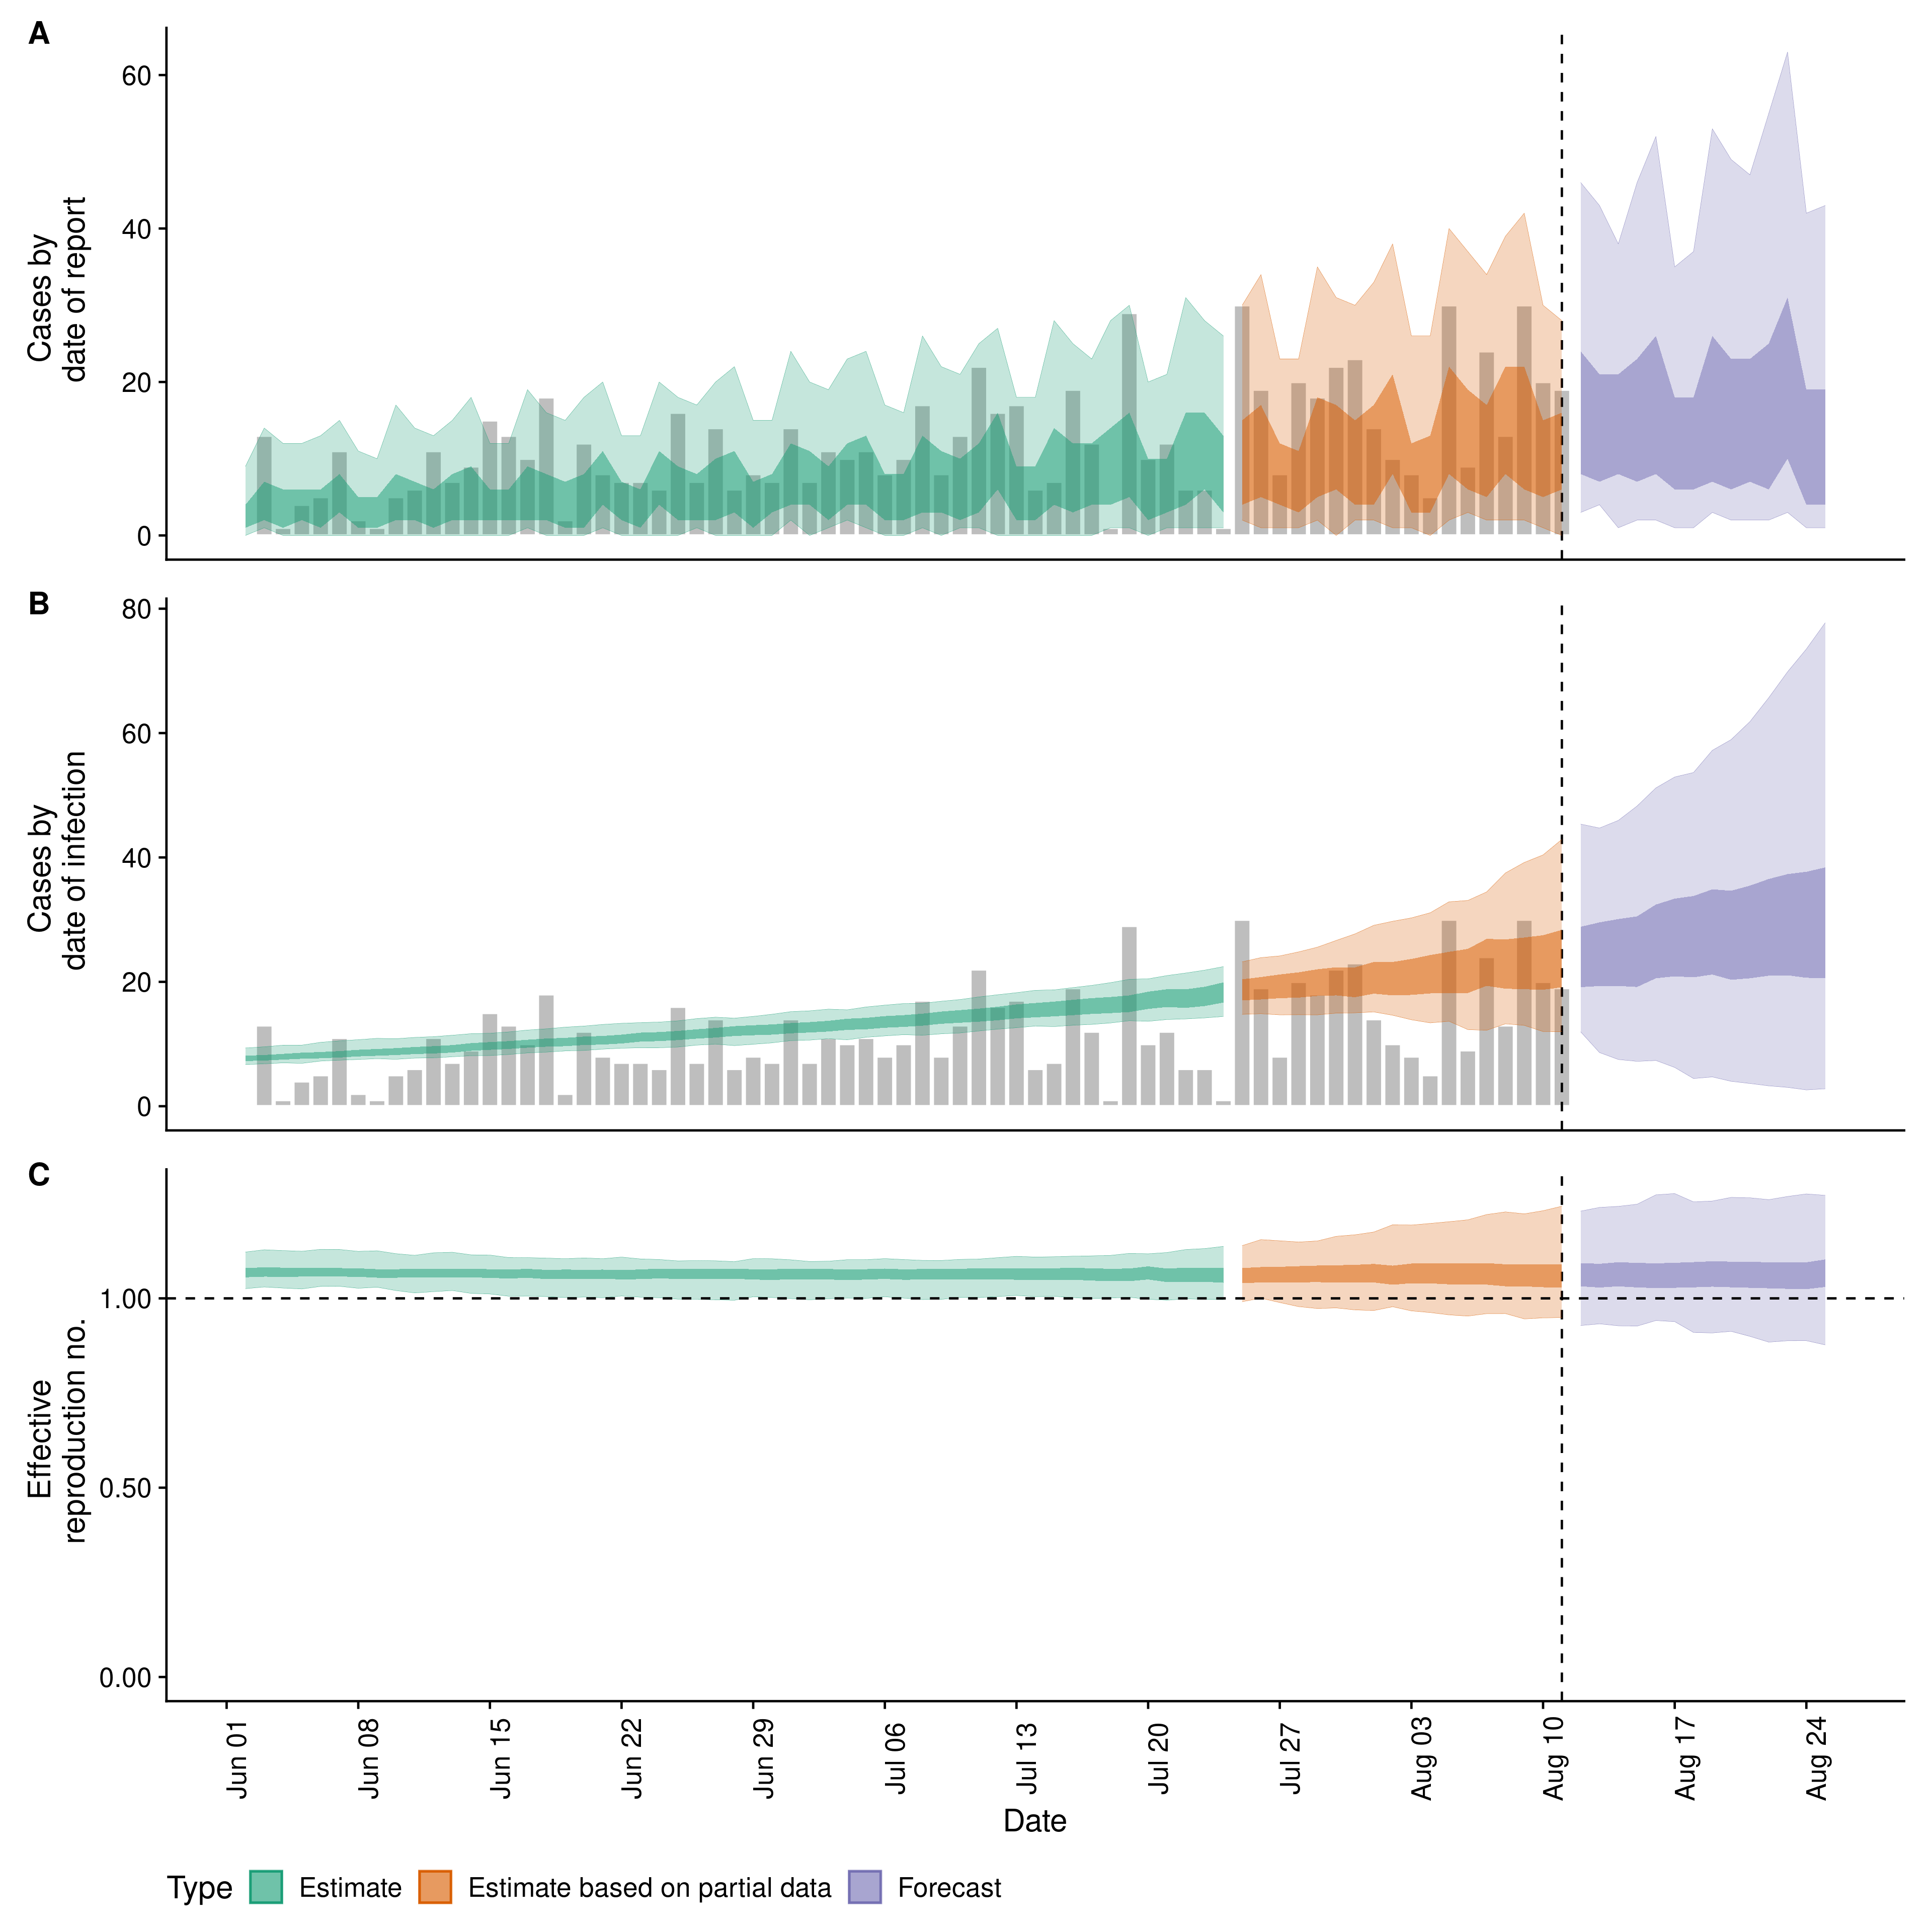 A
60
40
20
0
Cases by
date of report
B
80
60
40
20
0
Cases by
date of infection
C
1.00
0.50
0.00
Effective
reproduction no.
Jun 01
Jun 08
Jun 15
Jun 22
Jun 29
Jul 06
Jul 13
Jul 20
Jul 27
Aug 03
Aug 10
Aug 17
Aug 24
Date
Type
Estimate
Estimate based on partial data
Forecast